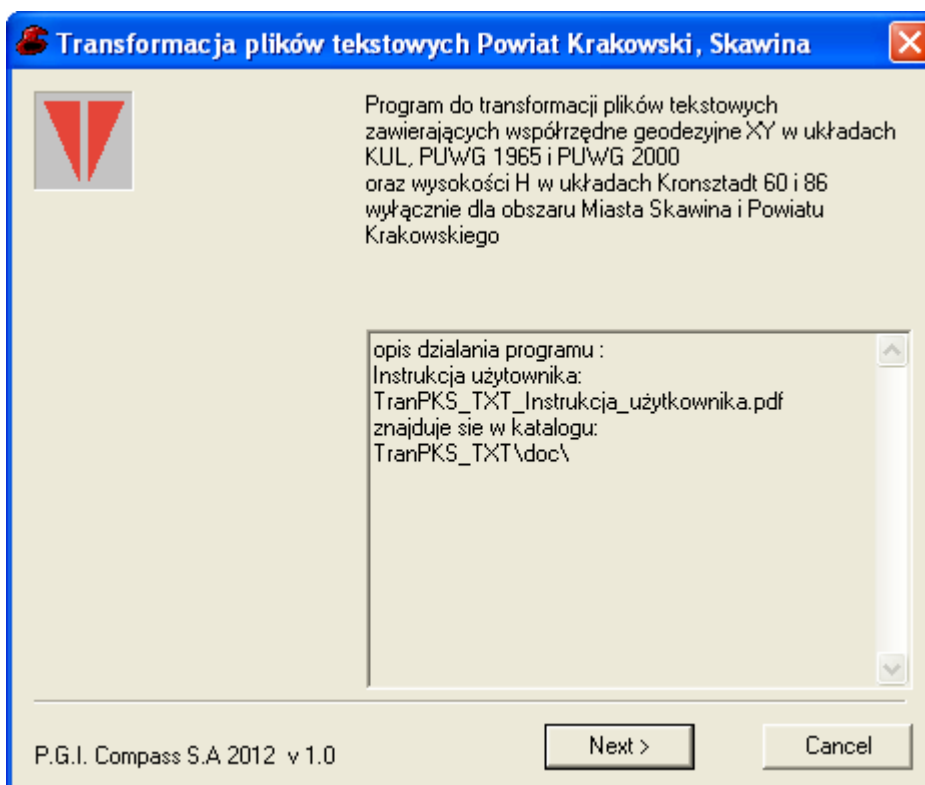 Transformacja plików tekstowych Powiat Krakowski, Skawina
Program do transformacji plików tekstowych
zawierających współrzędne geodezyjne XY w układach
KUL, PUWG 1965 i PUWG 2000
oraz wysokości H w układach Kronsztadt 60 i 86
wyłącznie dla obszaru Miasta Skawina i Powiatu
Krakowskiego
opis dzialania programu :
Instrukcja użytownika:
TranPKS_TXT_Instrukcja_użytkownika.pdf
znajduje sie w katalogu:
TranPKS_TXT\doc\
P.G.I. Compass S.A 2012 v 1.0
Next >
Cancel